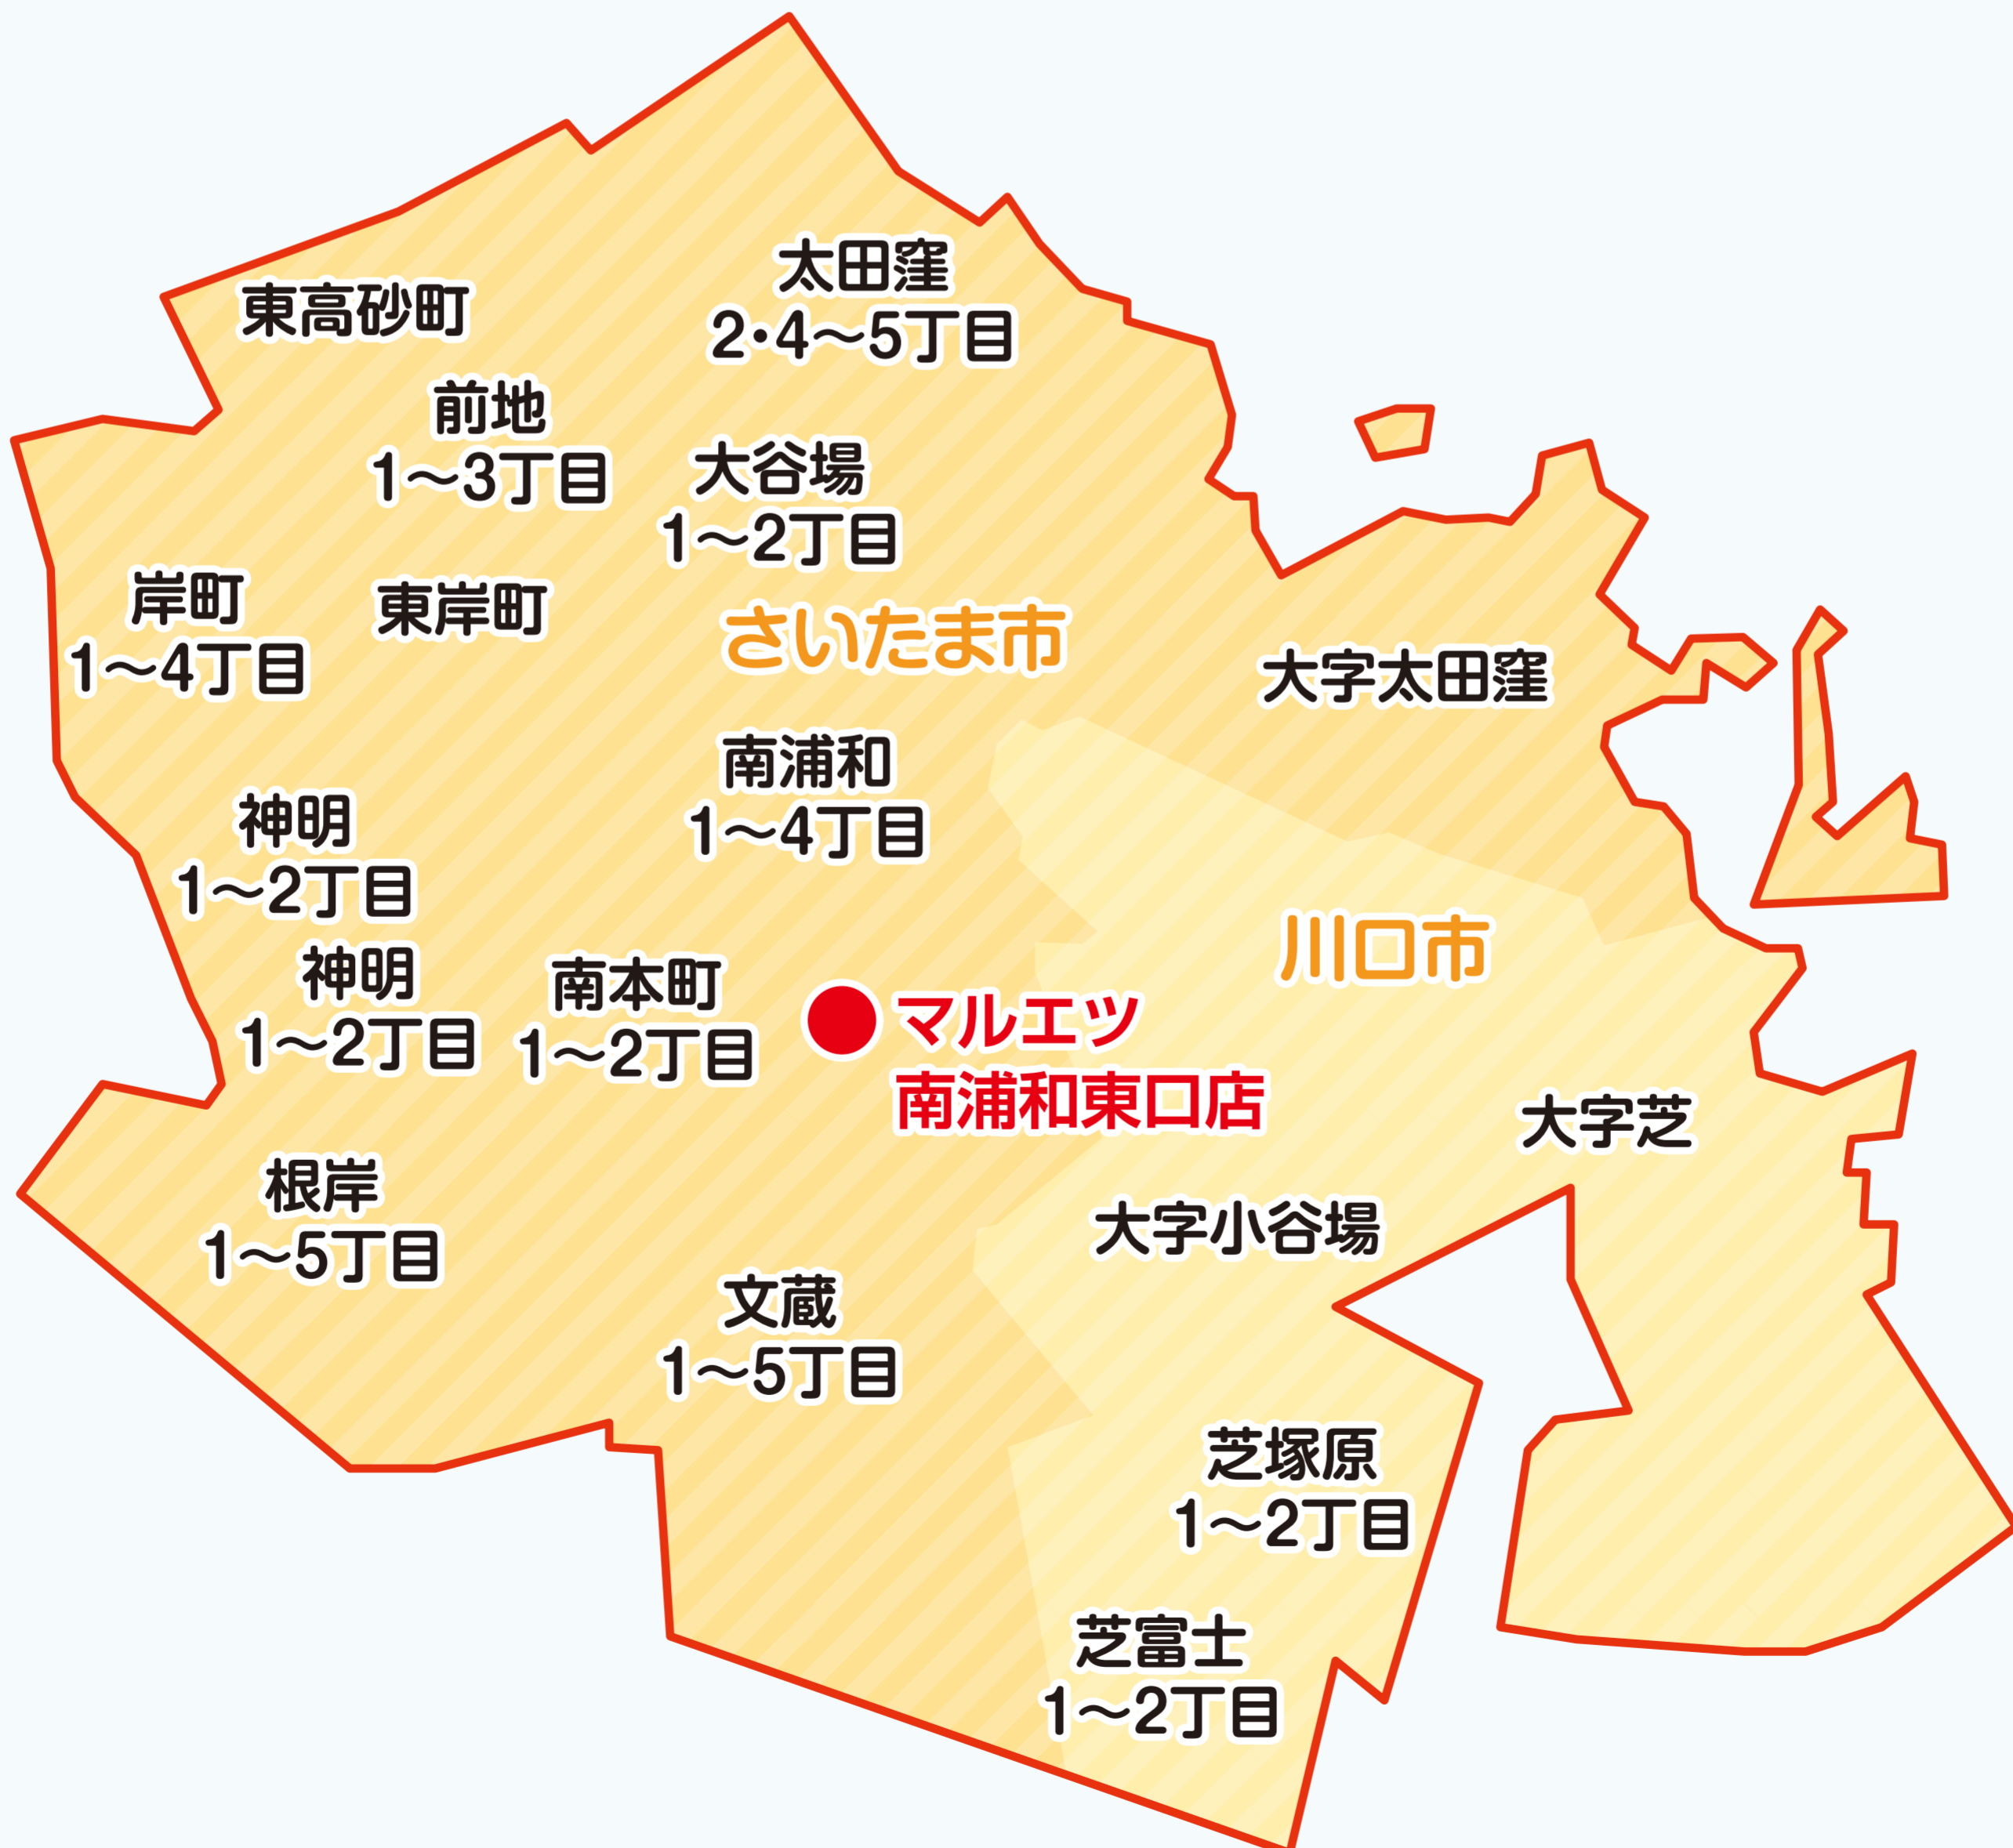 太田窪
2・4～5丁目
東高砂町
前地
1～3丁目
大谷場
1～2丁目
岸町
1～4丁目
東岸町
さいたま市
大字太田窪
南浦和
1～4丁目
神明
1～2丁目
川口市
神明
1～2丁目
南本町
1～2丁目
マルエツ
南浦和東口店
大字芝
根岸
1～5丁目
大字小谷場
文蔵
1～5丁目
芝塚原
1～2丁目
芝富士
1～2丁目